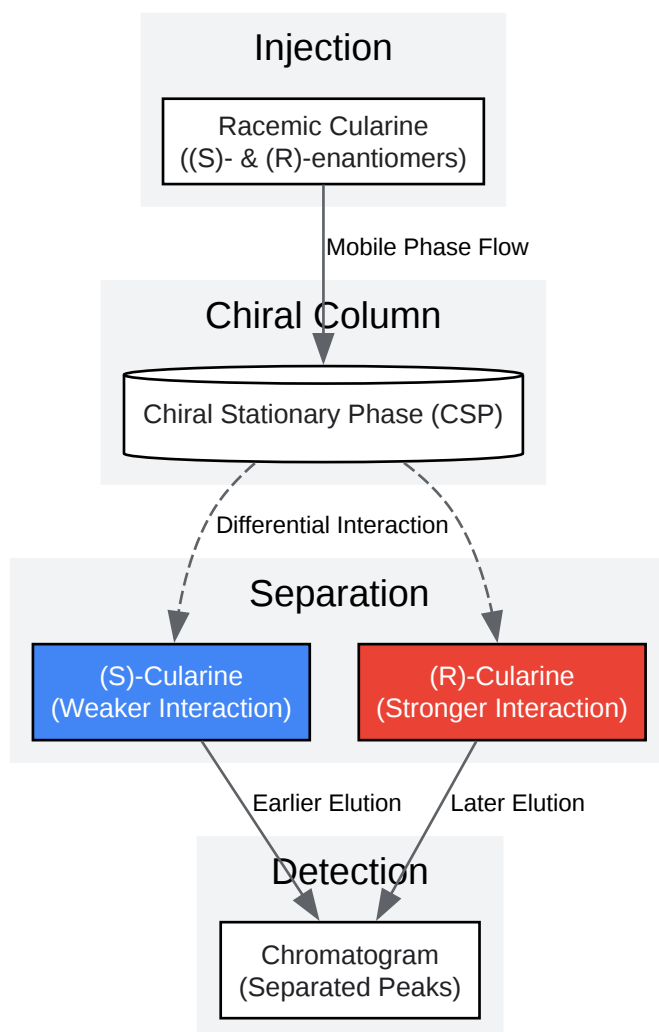 Injection
Racemic Cularine
((S)- & (R)-enantiomers)
Mobile Phase Flow
Chiral Column
Chiral Stationary Phase (CSP)
Differential Interaction
Separation
(S)-Cularine
(Weaker Interaction)
(R)-Cularine
(Stronger Interaction)
Earlier Elution
Later Elution
Detection
Chromatogram
(Separated Peaks)